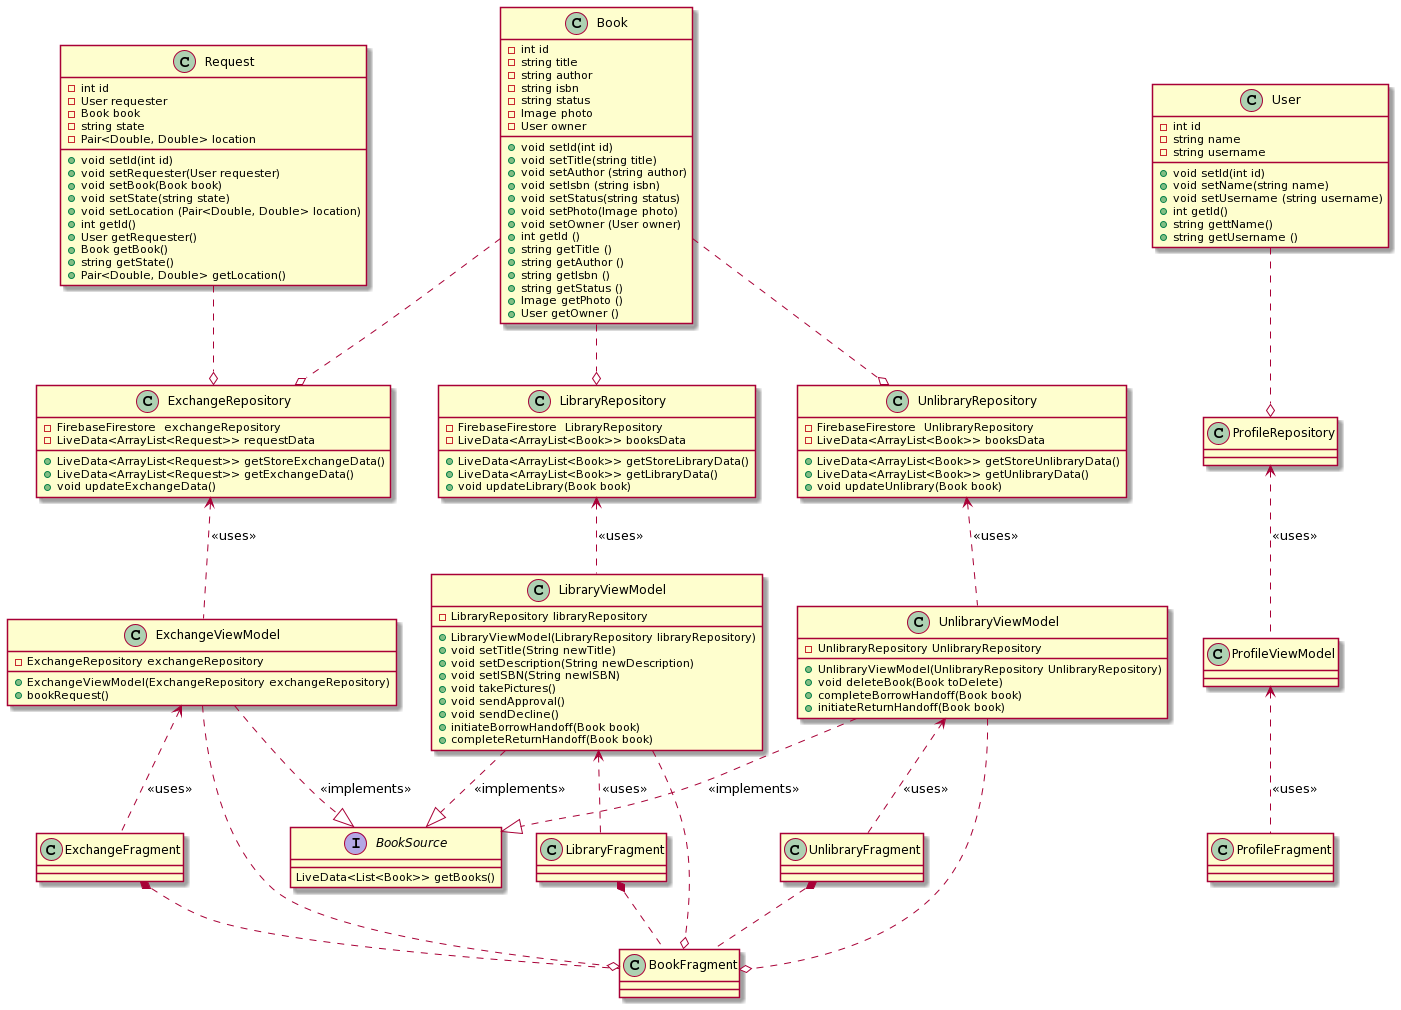 C Book
int id
string title
string author
string isbn
string status
Image photo
User owner
void setId(int id)
void setTitle(string title)
void setAuthor (string author)
void setIsbn (string isbn)
void setStatus(string status)
void setPhoto(Image photo)
void setOwner (User owner)
int getId ()
string getTitle ()
string getAuthor ()
string getIsbn ()
string getStatus ()
Image getPhoto ()
User getOwner ()
C Request
int id
User requester
Book book
string state
Pair<Double, Double> location
void setId(int id)
void setRequester(User requester)
void setBook(Book book)
void setState(string state)
void setLocation (Pair<Double, Double> location)
int getId()
User getRequester()
Book getBook()
string getState()
Pair<Double, Double> getLocation()
C User
int id
string name
string username
void setId(int id)
void setName(string name)
void setUsername (string username)
int getId()
string gettName()
string getUsername ()
C ExchangeRepository
FirebaseFirestore  exchangeRepository
LiveData<ArrayList<Request>> requestData
LiveData<ArrayList<Request>> getStoreExchangeData()
LiveData<ArrayList<Request>> getExchangeData()
void updateExchangeData()
C LibraryRepository
FirebaseFirestore  LibraryRepository
LiveData<ArrayList<Book>> booksData
LiveData<ArrayList<Book>> getStoreLibraryData()
LiveData<ArrayList<Book>> getLibraryData()
void updateLibrary(Book book)
C UnlibraryRepository
FirebaseFirestore  UnlibraryRepository
LiveData<ArrayList<Book>> booksData
LiveData<ArrayList<Book>> getStoreUnlibraryData()
LiveData<ArrayList<Book>> getUnlibraryData()
void updateUnlibrary(Book book)
C ProfileRepository
«uses»
«uses»
«uses»
«uses»
C ExchangeViewModel
ExchangeRepository exchangeRepository
ExchangeViewModel(ExchangeRepository exchangeRepository)
bookRequest()
C LibraryViewModel
LibraryRepository libraryRepository
LibraryViewModel(LibraryRepository libraryRepository)
void setTitle(String newTitle)
void setDescription(String newDescription)
void setISBN(String newISBN)
void takePictures()
void sendApproval()
void sendDecline()
initiateBorrowHandoff(Book book)
completeReturnHandoff(Book book)
C UnlibraryViewModel
UnlibraryRepository UnlibraryRepository
UnlibraryViewModel(UnlibraryRepository UnlibraryRepository)
void deleteBook(Book toDelete)
completeBorrowHandoff(Book book)
initiateReturnHandoff(Book book)
C ProfileViewModel
«uses»
«implements»
«implements»
«uses»
«implements»
«uses»
«uses»
C ExchangeFragment
I BookSource
LiveData<List<Book>> getBooks()
C LibraryFragment
C UnlibraryFragment
C ProfileFragment
C BookFragment